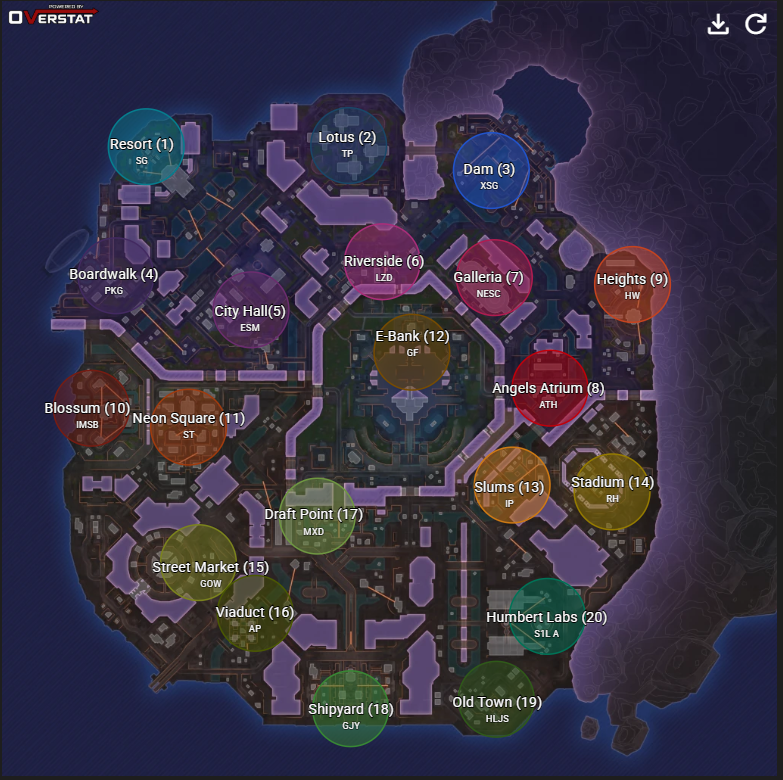 POWERED BY
OVERSTAT
Resort (1)
SG
Lotus (2)
TP
Dam (3)
XSG
Boardwalk (4)
PKG
City Hall(5)
ESM
Riverside (6)
LZD
Galleria (7)
NESC
Heights (9)
HW
E-Bank (12)
GF
Angels Atrium (8)
ATH
Blossum (10)
IMSB
Neon Square (11)
ST
Slums (13)
IP
Stadium (14)
RH
Draft Point (17)
MXD
Street Market (15)
GOW
Viaduct (16)
AP
Humbert Labs (20)
S1L A
Shipyard (18)
GJY
Old Town (19)
HLJS